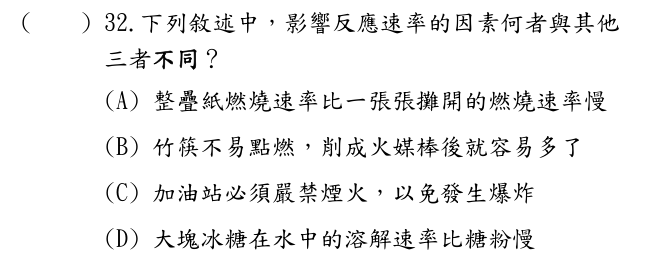 (　　) 32.下列敘述中，影響反應速率的因素何者與其他
三者不同？
(A) 整疊紙燃燒速率比一張張攤開的燃燒速率慢
(B) 竹筷不易點燃，削成火媒棒後就容易多了
(C) 加油站必須嚴禁煙火，以免發生爆炸
(D) 大塊冰糖在水中的溶解速率比糖粉慢